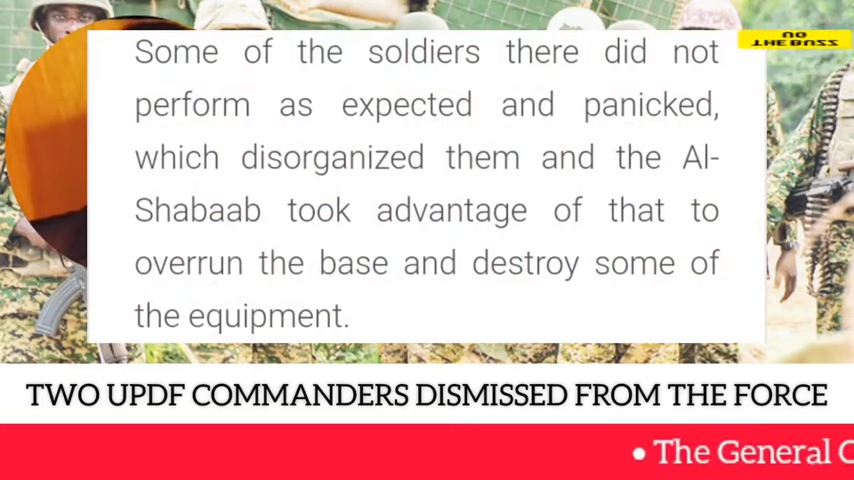 Some of the soldiers there did not
perform as expected and panicked,
which disorganized them and the Al-
Shabaab took advantage of that to
overrun the base and destroy some of
the equipment.
TWO UPDF COMMANDERS DISMISSED FROM THE FORCE
• The General